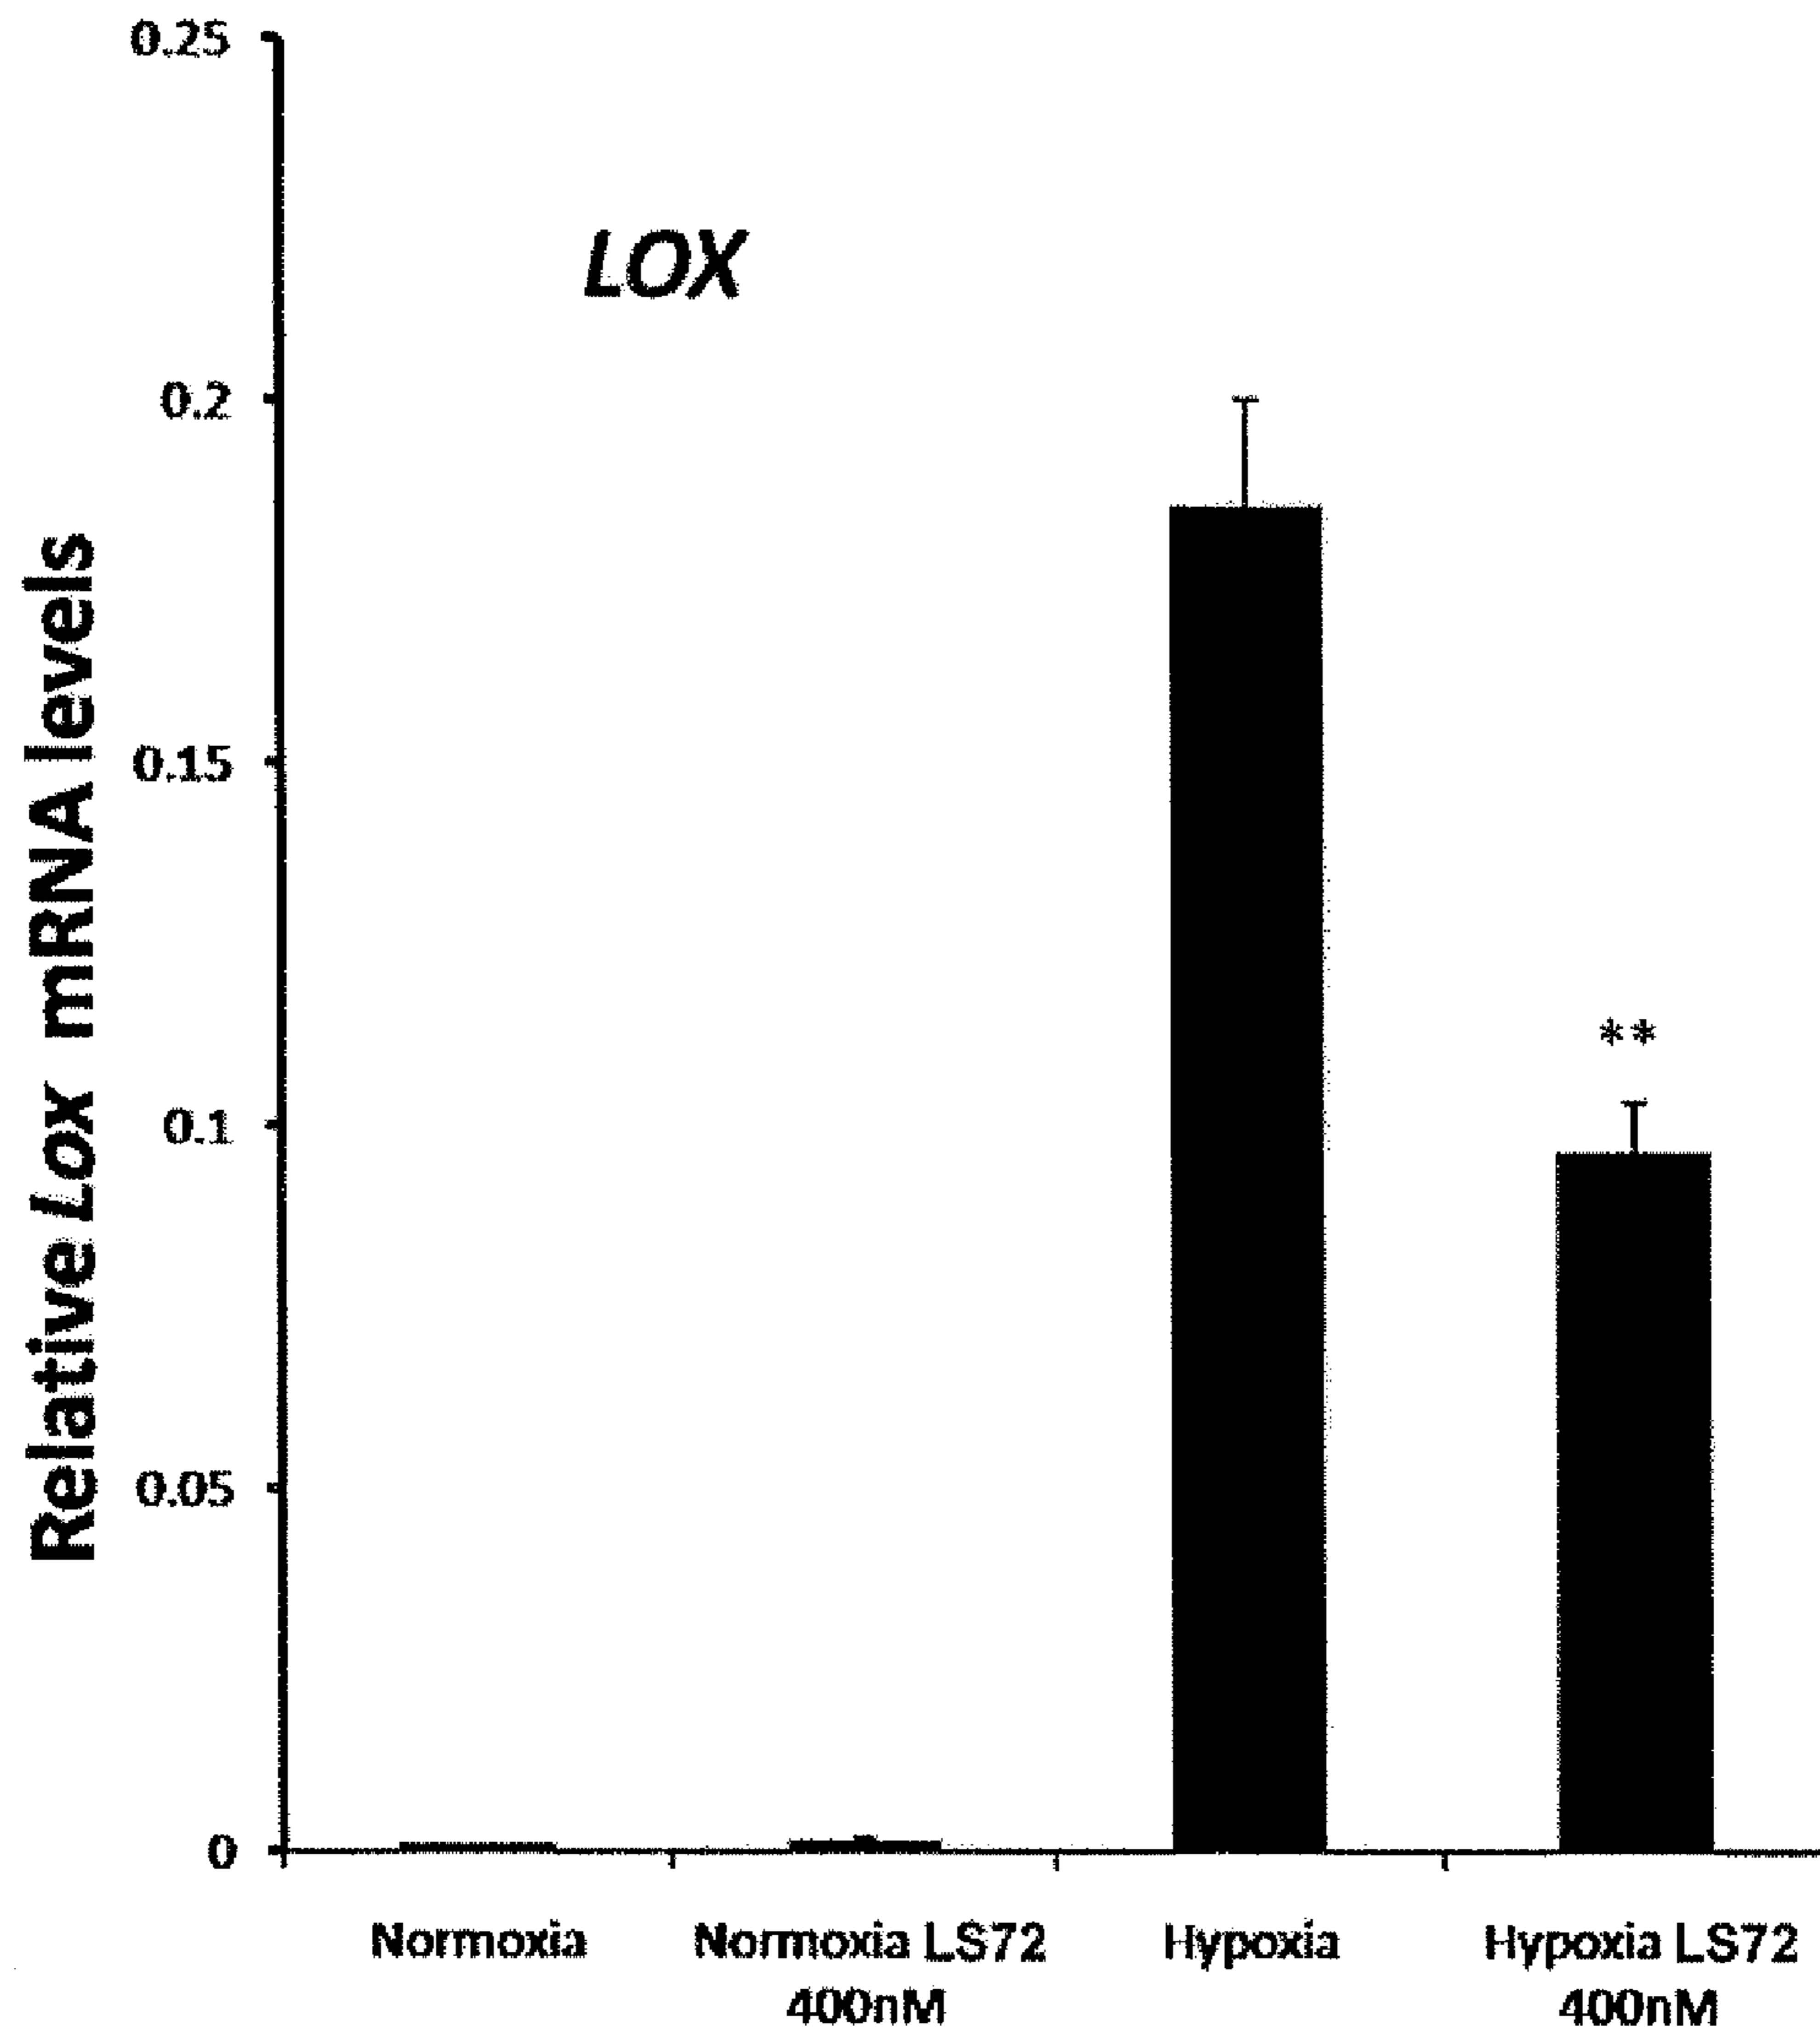 LOX
Relative Lox mRNA levels
0.25
0.2
0.15
0.1
0.05
0
**
Normoxia
Normoxia LS72
400nM
Hypoxia
Hypoxia LS72
400nM